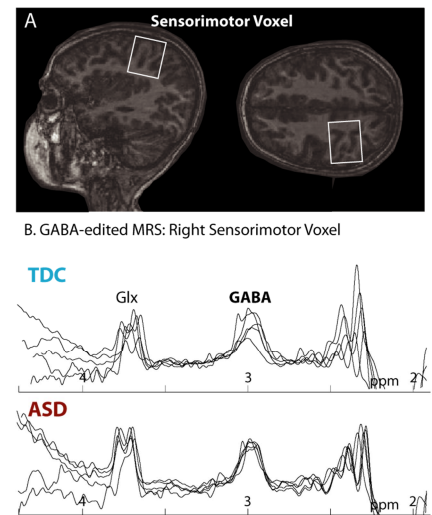 A
Sensorimotor Voxel
B. GABA-edited MRS: Right Sensorimotor Voxel
TDC
Glx GABA
4 3 ppm 2
ASD
4 3 ppm 2